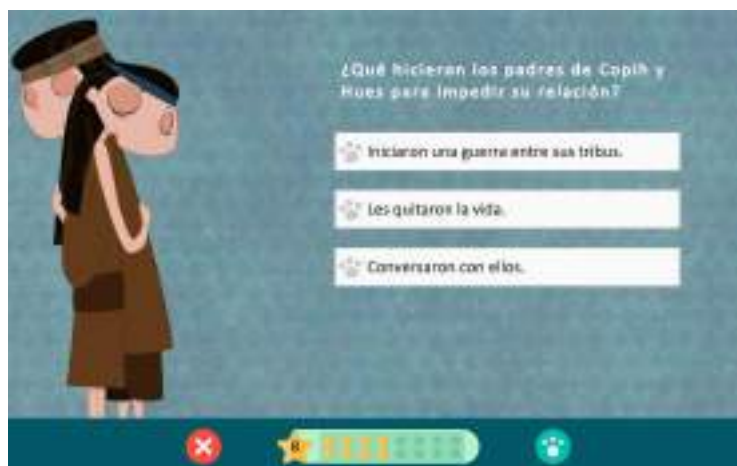 ¿Qué hicieron los padres de Copih y
Hues para impedir su relación?
Iniciaron una guerra entre sus tribus.
Les quitaron la vida.
Conversaron con ellos.
8